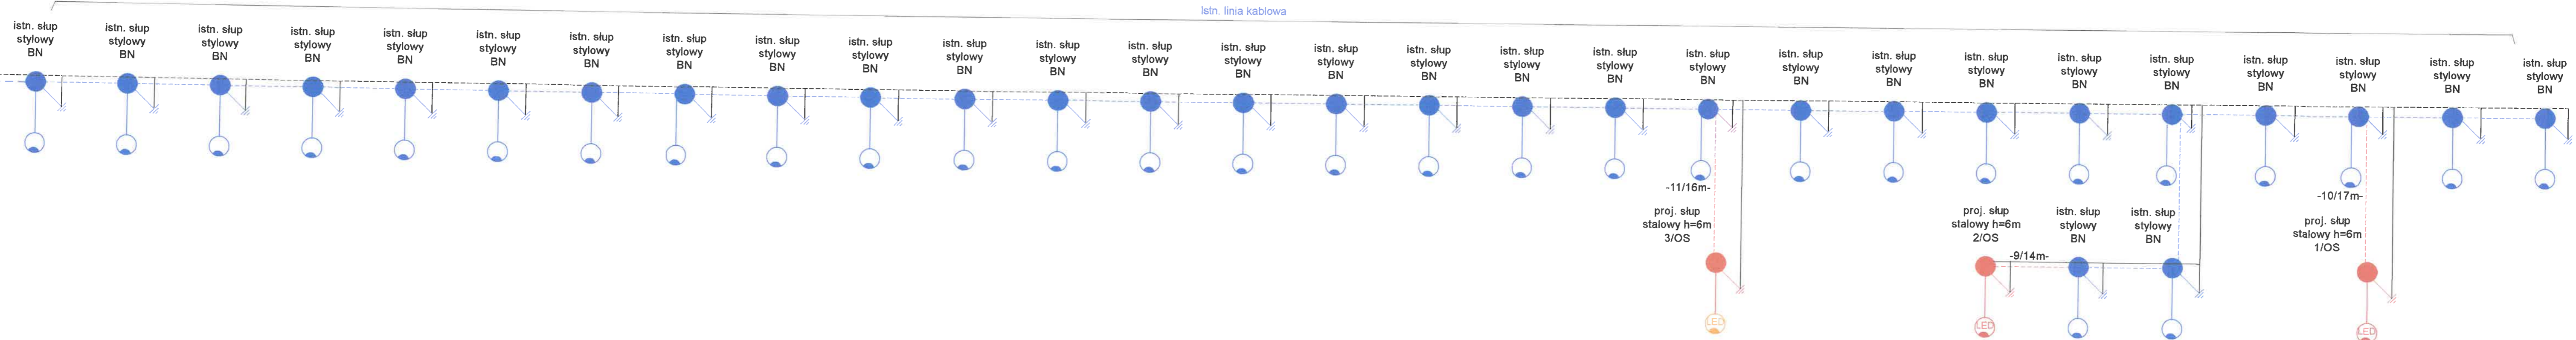 Istn. linia kablowa
istn. słup
stylowy
BN
istn. słup
stylowy
BN
istn. słup
stylowy
BN
istn. słup
stylowy
BN
istn. słup
stylowy
BN
istn. słup
stylowy
BN
istn. słup
stylowy
BN
istn. słup
stylowy
BN
istn. słup
stylowy
BN
istn. słup
stylowy
BN
istn. słup
stylowy
BN
istn. słup
stylowy
BN
istn. słup
stylowy
BN
istn. słup
stylowy
BN
istn. słup
stylowy
BN
istn. słup
stylowy
BN
istn. słup
stylowy
BN
istn. słup
stylowy
BN
istn. słup
stylowy
BN
istn. słup
stylowy
BN
istn. słup
stylowy
BN
istn. słup
stylowy
BN
istn. słup
stylowy
BN
istn. słup
stylowy
BN
istn. słup
stylowy
BN
istn. słup
stylowy
BN
istn. słup
stylowy
BN
istn. słup
stylowy
BN
-11/16m-
proj. słup
stalowy h=6m
3/OS
LED
proj. słup
stalowy h=6m
2/OS
-9/14m-
LED
istn. słup
stylowy
BN
istn. słup
stylowy
BN
-10/17m-
proj. słup
stalowy h=6m
1/OS
LED